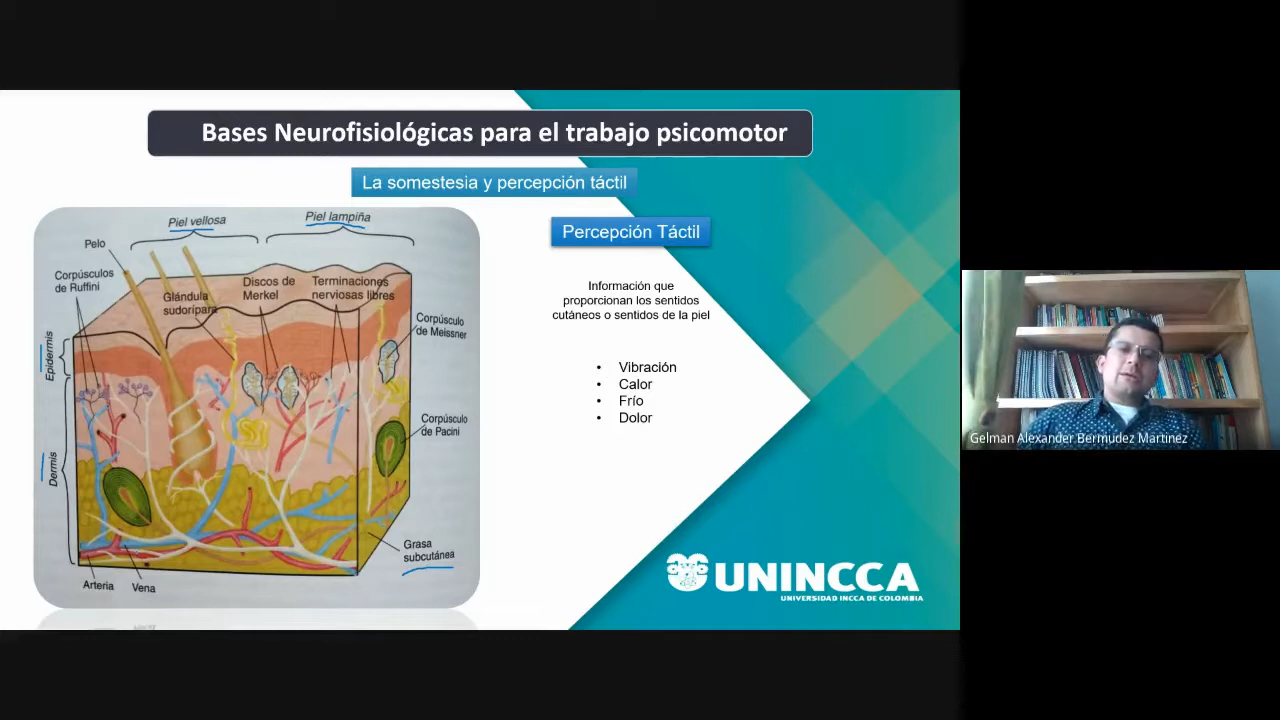 Bases Neurofisiológicas para el trabajo psicomotor
La somestesia y percepción táctil
Piel vellosa
Piel lampiña
Pelo
Corpúsculos
de Ruffini
Glándula
sudorípara
Discos de
Merkel
Terminaciones
nerviosas libres
Corpúsculo
de Meissner
Epidermis
Dermis
Corpúsculo
de Pacini
Grasa
subcutánea
Arteria
Vena
Percepción Táctil
Información que
proporcionan los sentidos
cutáneos o sentidos de la piel
• Vibración
• Calor
• Frío
• Dolor
UNINCCA
UNIVERSIDAD INCCA DE COLOMBIA
Gelman Alexander Bermudez Martinez